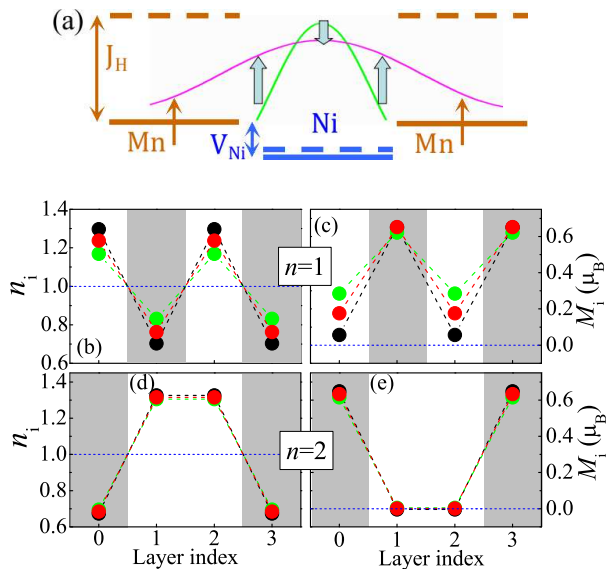 (a)
J_H
Ni
Mn
V_Ni
Mn
1.4
1.2
1.0
0.8
0.6
n_i
(b)
n=1
(c)
0.6
0.4
0.2
0.0
M_i (μ_B)
1.4
1.2
1.0
0.8
0.6
n_i
(d)
n=2
(e)
0.6
0.4
0.2
0.0
M_i (μ_B)
0 1 2 3
0 1 2 3
Layer index
Layer index